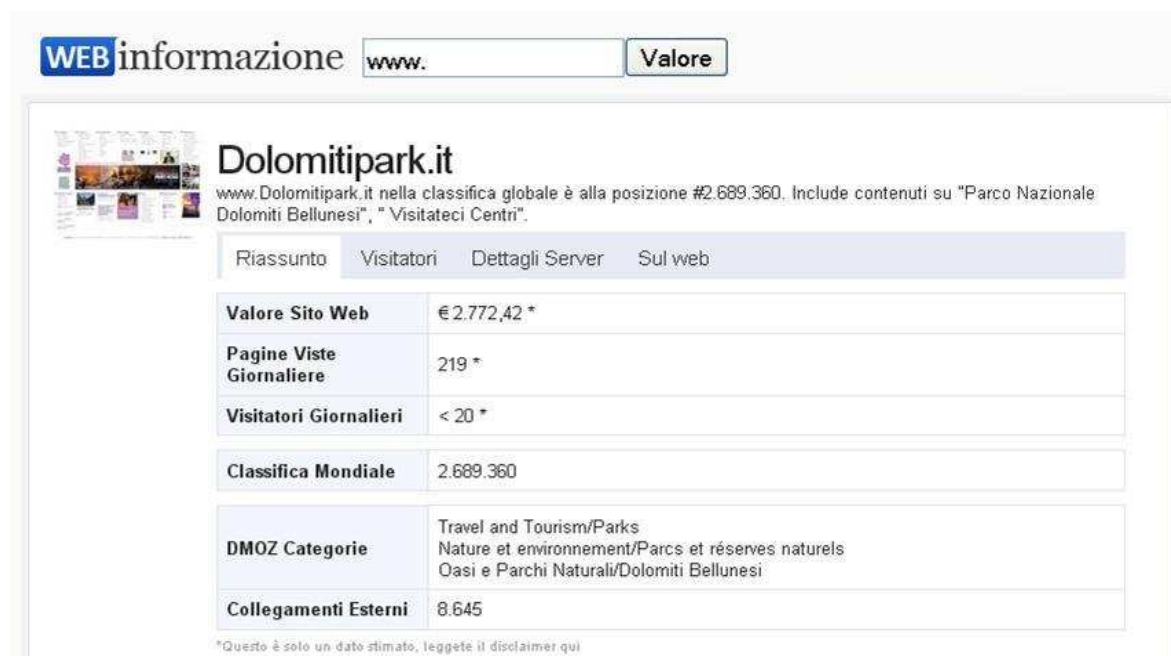 WEB informazione www. Valore
Dolomitipark.it
www.Dolomitipark.it nella classifica globale è alla posizione #2.689.360. Include contenuti su "Parco Nazionale
Dolomiti Bellunesi", " Visitateci Centri".
Riassunto Visitatori Dettagli Server Sul web
Valore Sito Web € 2.772,42 *
Pagine Viste
Giornaliere
219 *
Visitatori Giornalieri < 20 *
Classifica Mondiale 2.689.360
DMOZ Categorie
Travel and Tourism/Parks
Nature et environnement/Parcs et réserves naturels
Oasi e Parchi Naturali/Dolomiti Bellunesi
Collegamenti Esterni 8.645
*Questo è solo un dato stimato, leggete il disclaimer qui